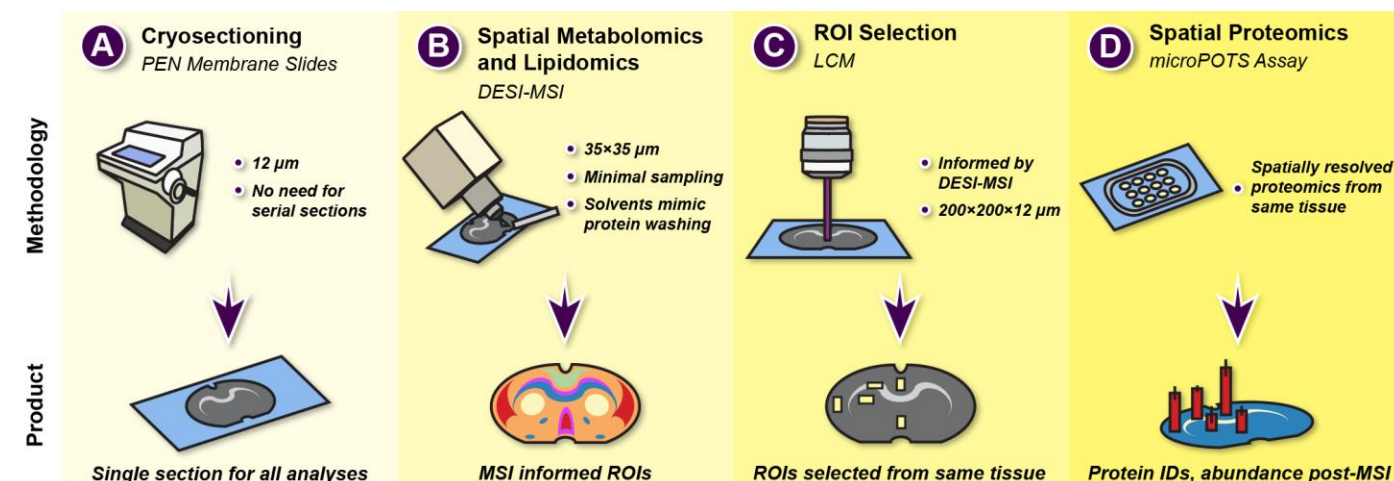 A
Cryosectioning
PEN Membrane Slides
B
Spatial Metabolomics
and Lipidomics
DESI-MSI
C
ROI Selection
LCM
D
Spatial Proteomics
microPOTS Assay
Methodology
• 12 µm
• No need for
serial sections
• 35×35 µm
• Minimal sampling
• Solvents mimic
protein washing
• Informed by
DESI-MSI
• 200×200×12 µm
Spatially resolved
• proteomics from
same tissue
Product
Single section for all analyses
MSI informed ROIs
ROIs selected from same tissue
Protein IDs, abundance post-MSI